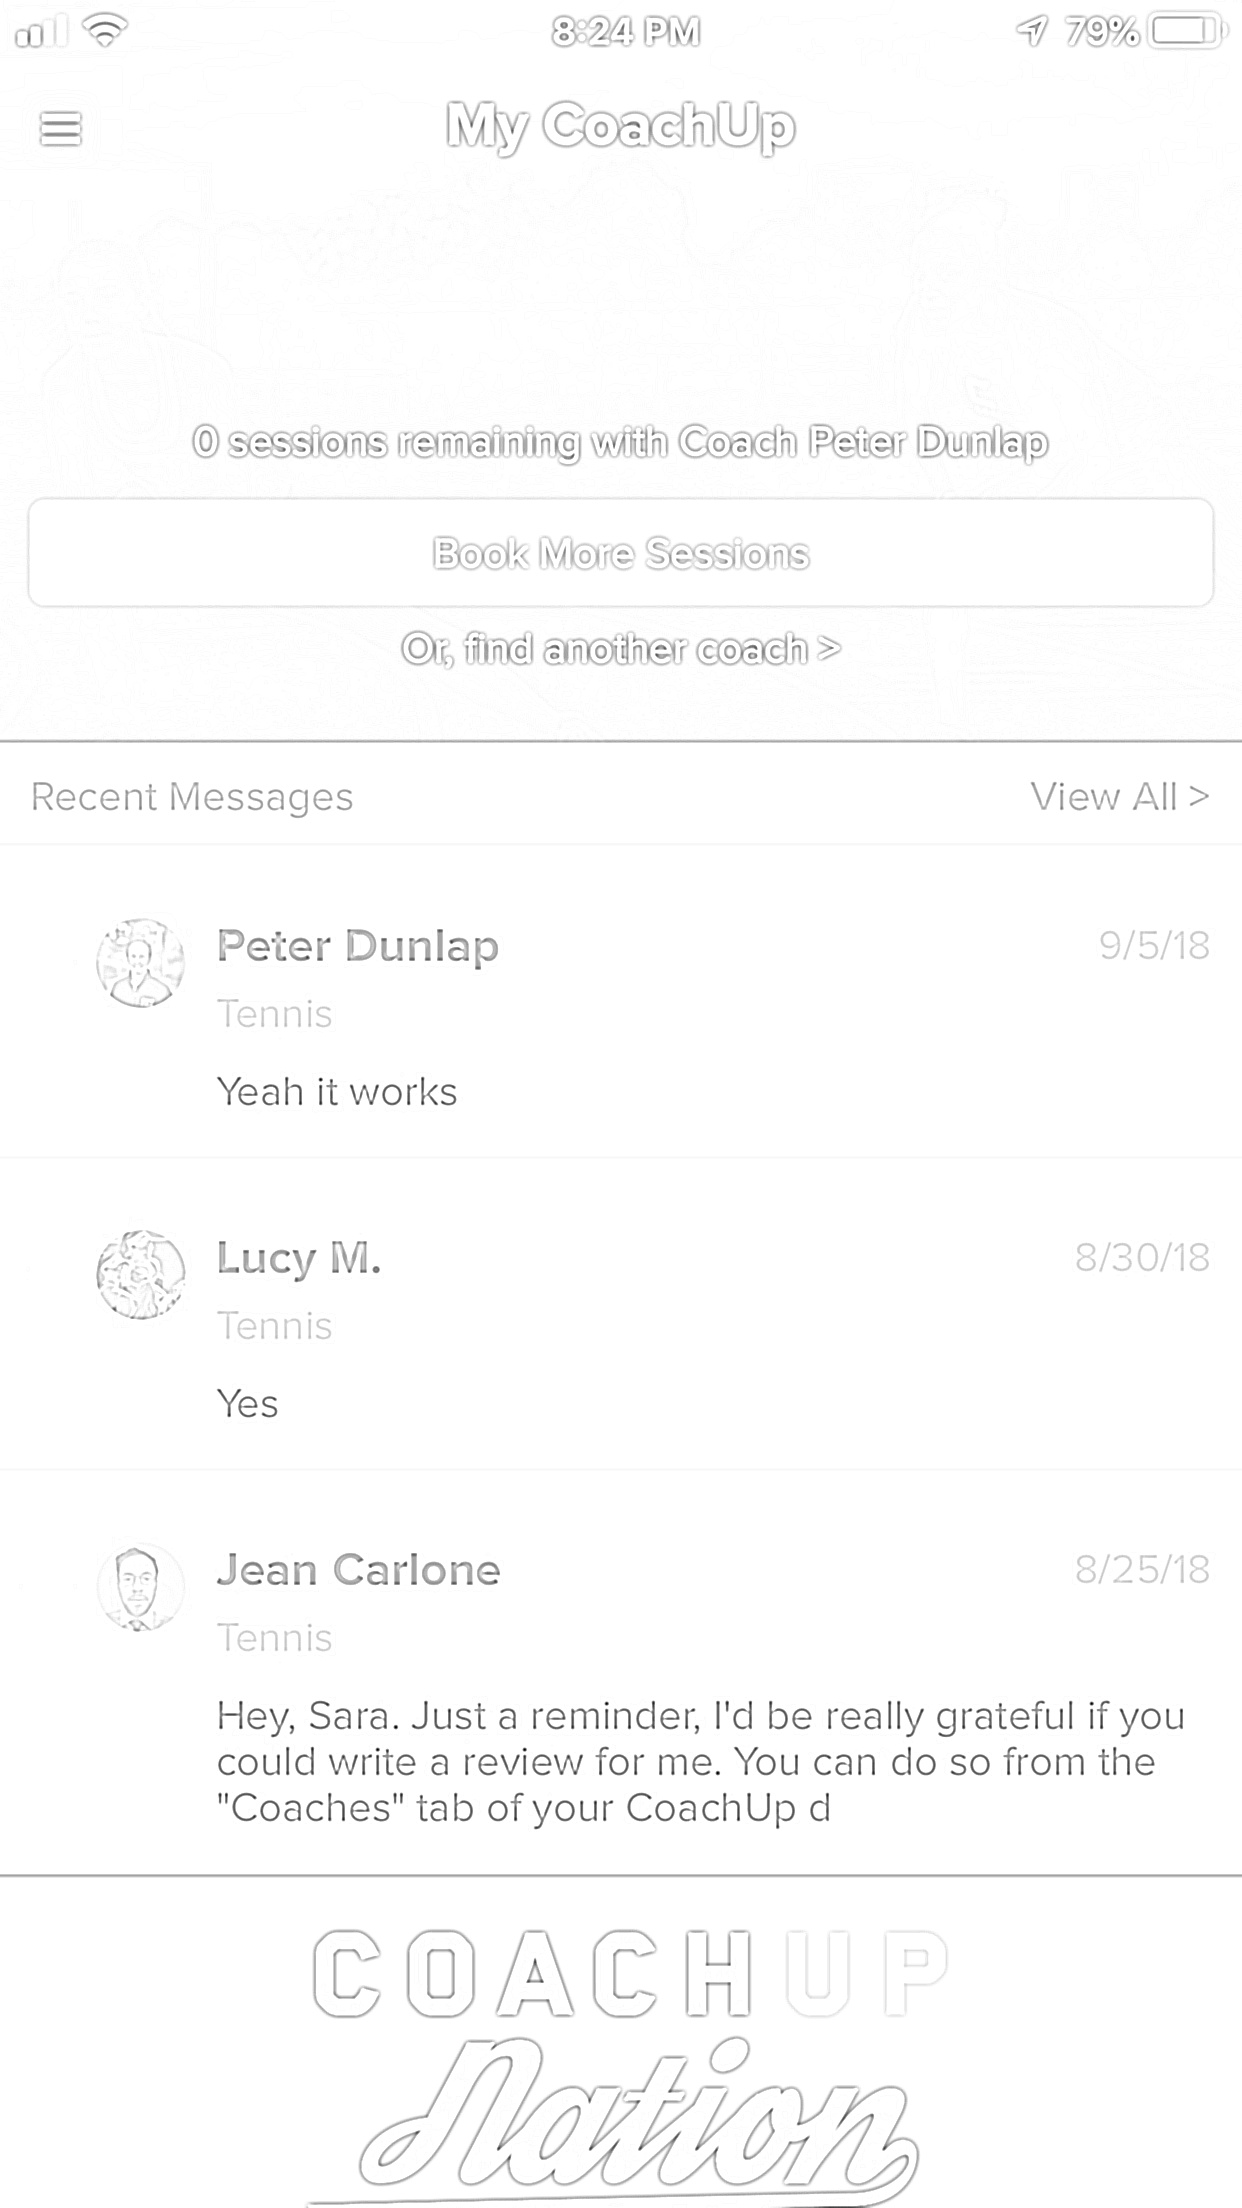 8:24 PM
79%
My CoachUp
0 sessions remaining with Coach Peter Dunlap
Book More Sessions
Or, find another coach >
Recent Messages
View All >
Peter Dunlap
9/5/18
Tennis
Yeah it works
Lucy M.
8/30/18
Tennis
Yes
Jean Carlone
8/25/18
Tennis
Hey, Sara. Just a reminder, I'd be really grateful if you
could write a review for me. You can do so from the
"Coaches" tab of your CoachUp d
COACHUP
Nation